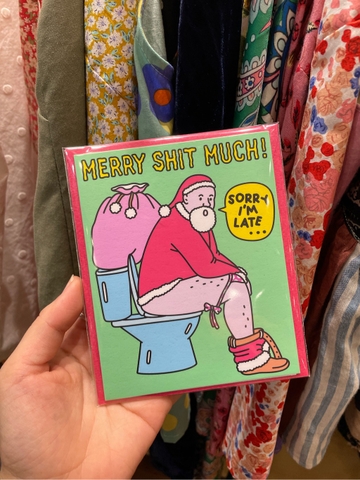 MERRY SHIT MUCH!
SORRY
I'M
LATE
...